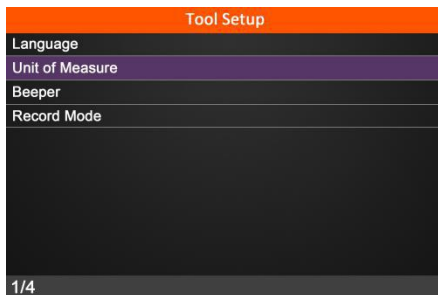 Tool Setup
Language
Unit of Measure
Beeper
Record Mode
1/4